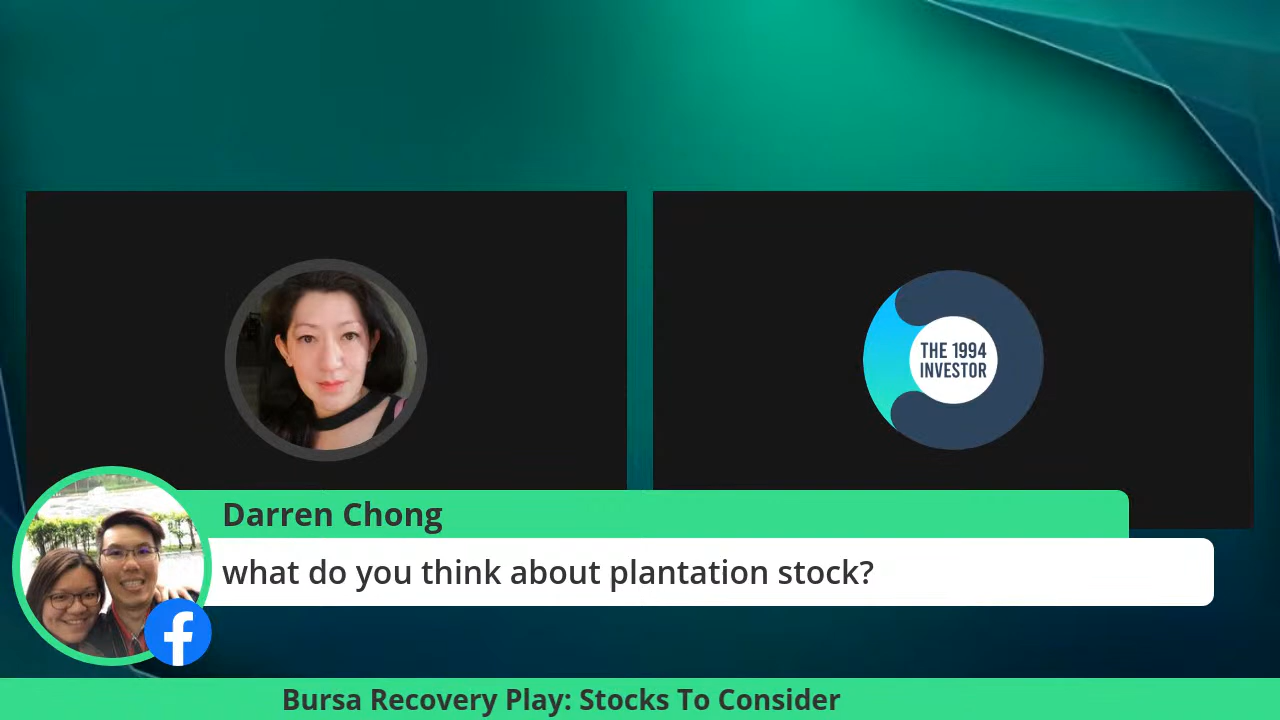 THE 1994
INVESTOR
Darren Chong
what do you think about plantation stock?
Bursa Recovery Play: Stocks To Consider